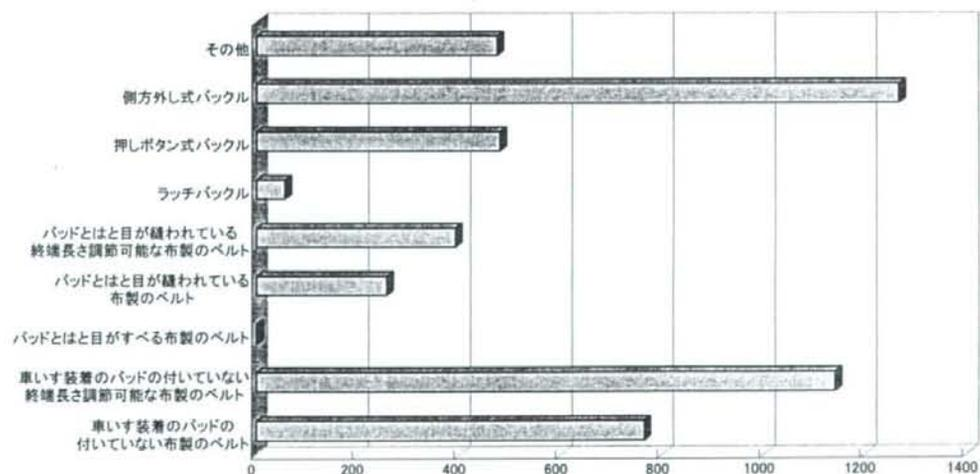 その他
側方外し式バックル
押しボタン式バックル
ラッチバックル
パッドとはと目が縫われている
終端長さ調節可能な布製のベルト
パッドとはと目が縫われている
布製のベルト
パッドとはと目がすべる布製のベルト
車いす装着のパッドの付いていない
終端長さ調節可能な布製のベルト
車いす装着のパッドの
付いていない布製のベルト
0 200 400 600 800 1000 1200 1400